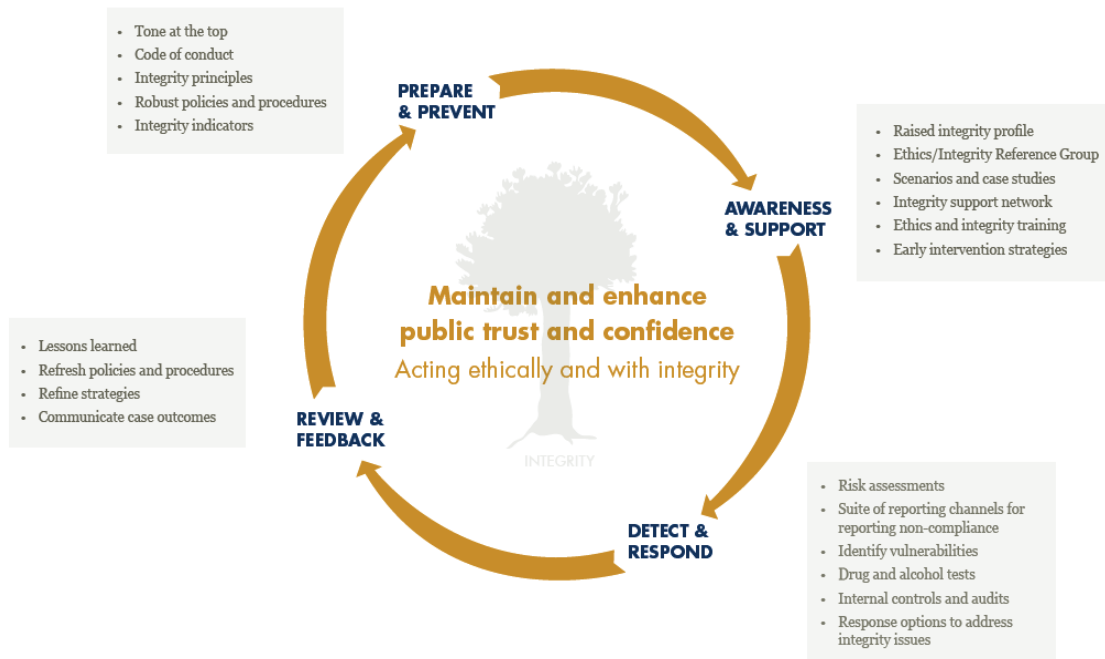 • Tone at the top
• Code of conduct
• Integrity principles
• Robust policies and procedures
• Integrity indicators
PREPARE
& PREVENT
• Raised integrity profile
• Ethics/Integrity Reference Group
• Scenarios and case studies
• Integrity support network
• Ethics and integrity training
• Early intervention strategies
AWARENESS
& SUPPORT
Maintain and enhance
public trust and confidence
Acting ethically and with integrity
INTEGRITY
• Lessons learned
• Refresh policies and procedures
• Refine strategies
• Communicate case outcomes
REVIEW &
FEEDBACK
DETECT &
RESPOND
• Risk assessments
• Suite of reporting channels for
reporting non-compliance
• Identify vulnerabilities
• Drug and alcohol tests
• Internal controls and audits
• Response options to address
integrity issues